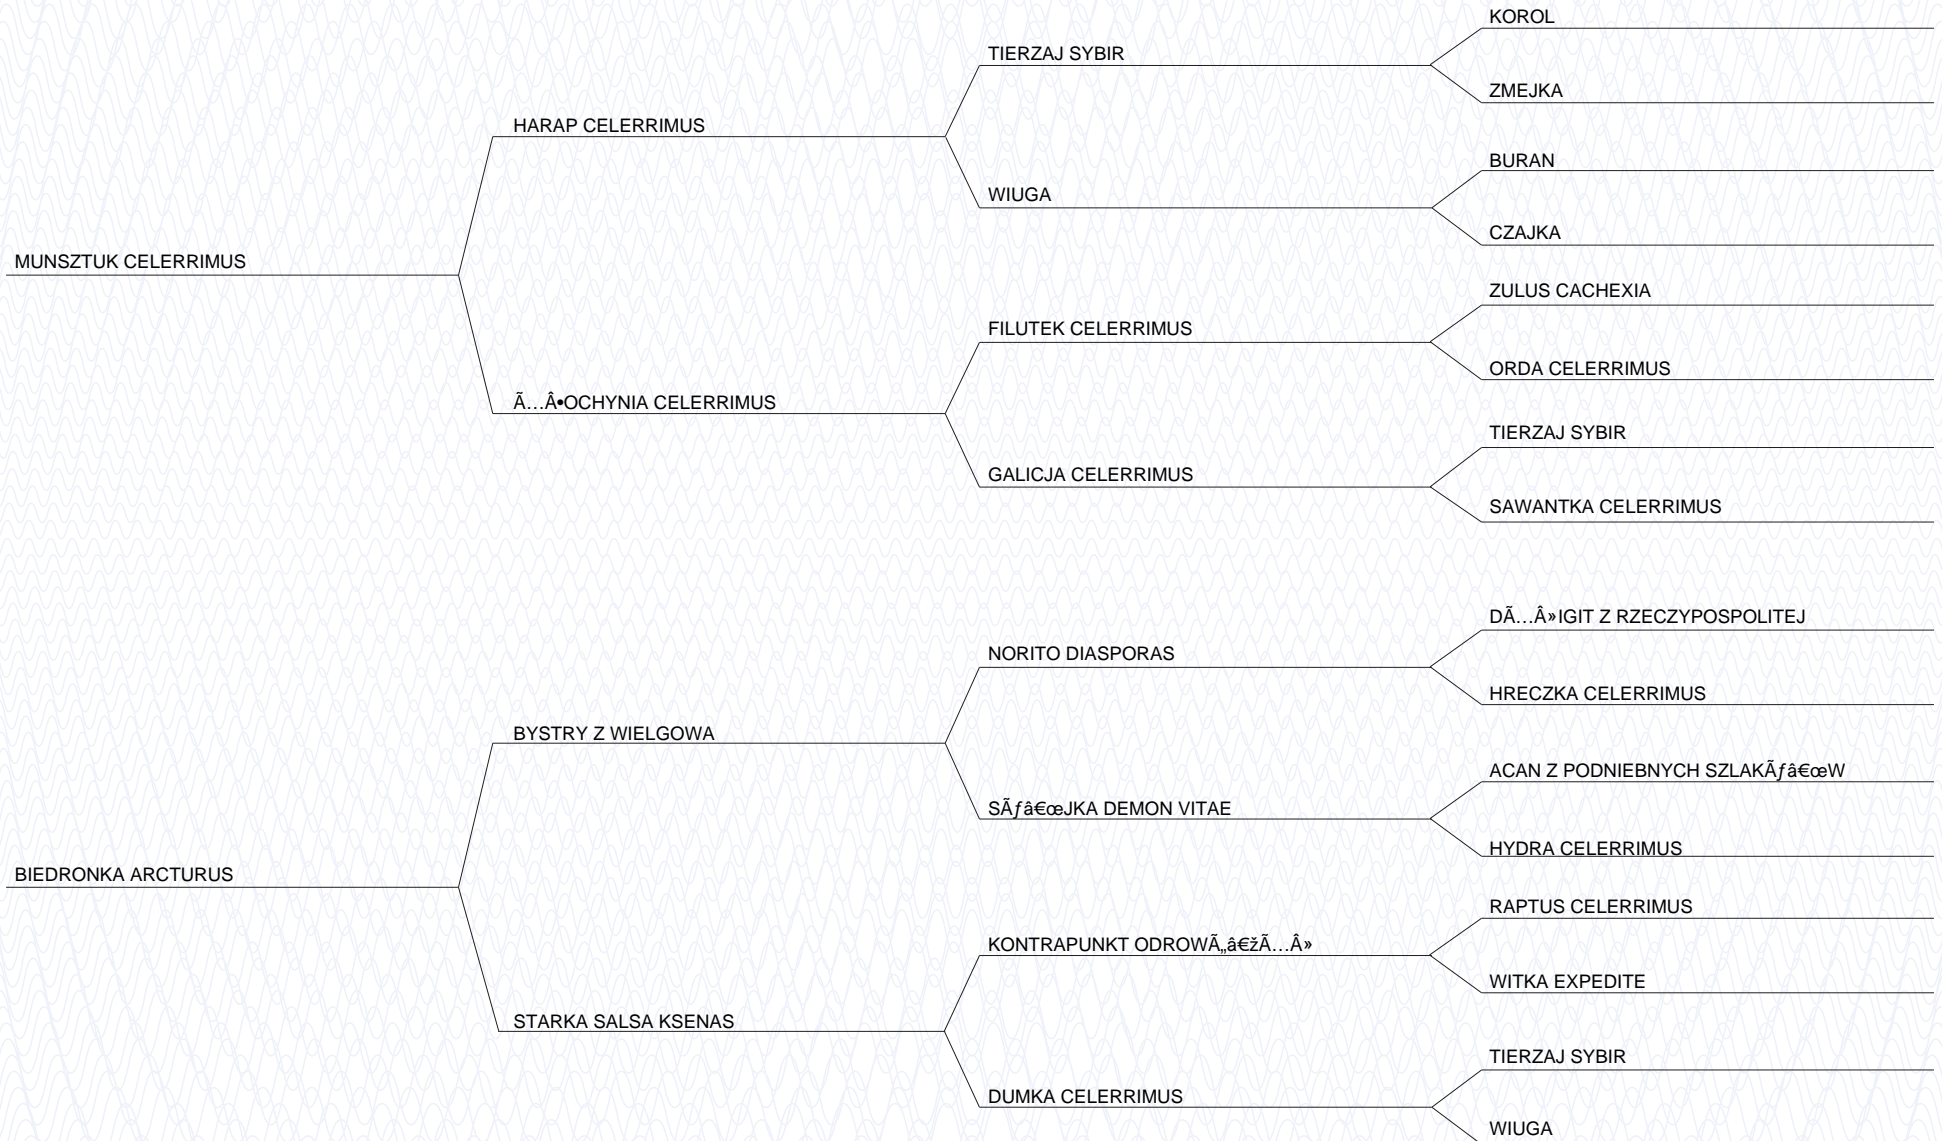 KOROL
TIERZAJ SYBIR
ZMEJKA
HARAP CELERRIMUS
BURAN
WIUGA
CZAJKA
MUNSZTUK CELERRIMUS
ZULUS CACHEXIA
FILUTEK CELERRIMUS
ORDA CELERRIMUS
Ã…Â•OCHYNIA CELERRIMUS
TIERZAJ SYBIR
GALICJA CELERRIMUS
SAWANTKA CELERRIMUS
DÃ…Â»IGIT Z RZECZYPOSPOLITEJ
NORITO DIASPORAS
HRECZKA CELERRIMUS
BYSTRY Z WIELGOWA
ACAN Z PODNIEBNYCH SZLAKÃƒâ€œW
SÃƒâ€œJKA DEMON VITAE
HYDRA CELERRIMUS
BIEDRONKA ARCTURUS
RAPTUS CELERRIMUS
KONTRAPUNKT ODROWÃ„â€žÃ…Â»
WITKA EXPEDITE
STARKA SALSA KSENAS
TIERZAJ SYBIR
DUMKA CELERRIMUS
WIUGA